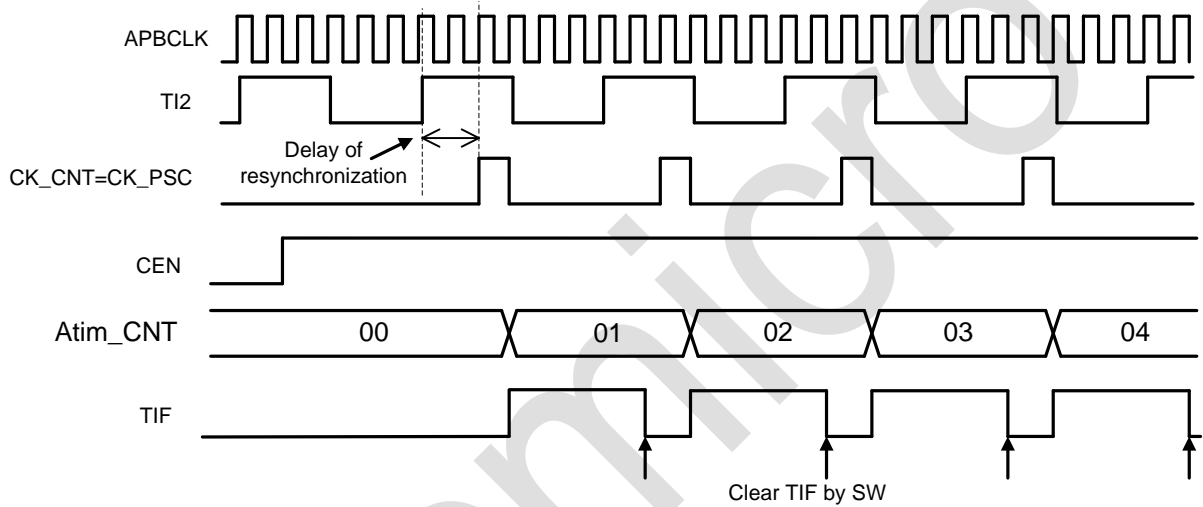 APBCLK
TI2
Delay of
resynchronization
CK_CNT=CK_PSC
CEN
Atim_CNT 00 01 02 03 04
TIF
Clear TIF by SW
micro